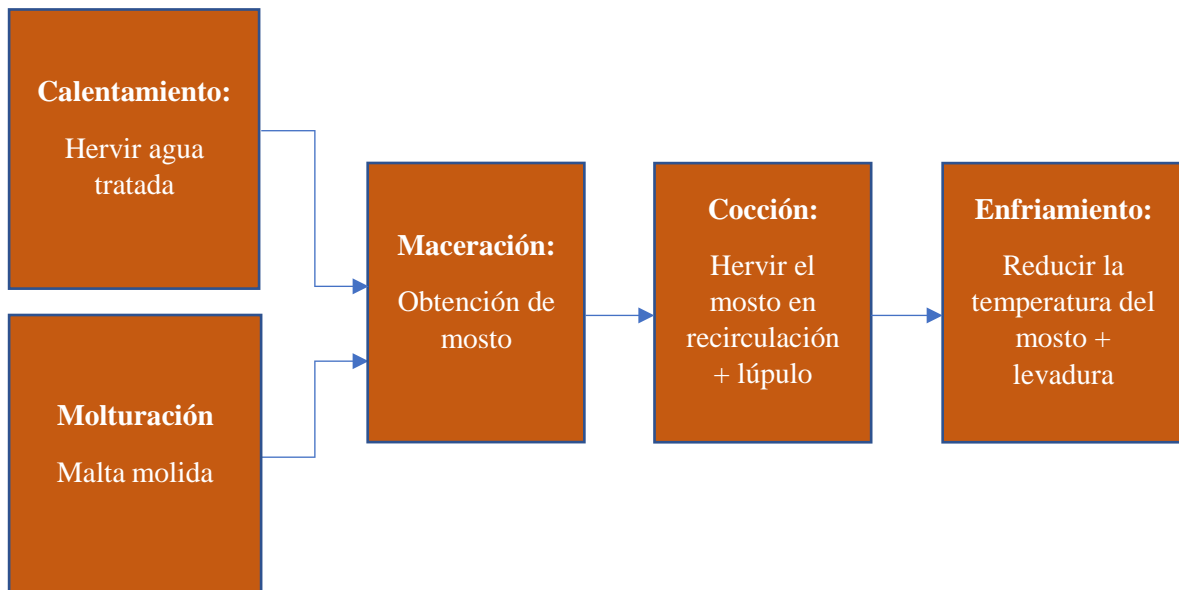 Calentamiento:
Hervir agua
tratada
Molturación
Malta molida
Maceración:
Obtención de
mosto
Cocción:
Hervir el
mosto en
recirculación
+ lúpulo
Enfriamiento:
Reducir la
temperatura del
mosto +
levadura